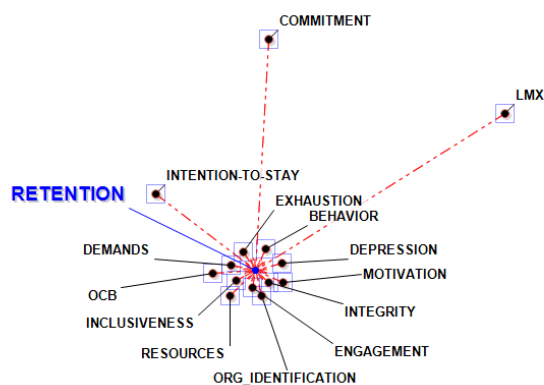 COMMITMENT
LMX
INTENTION-TO-STAY
RETENTION
EXHAUSTION
BEHAVIOR
DEMANDS
DEPRESSION
MOTIVATION
OCB
INTEGRITY
INCLUSIVENESS
RESOURCES
ENGAGEMENT
ORG_IDENTIFICATION